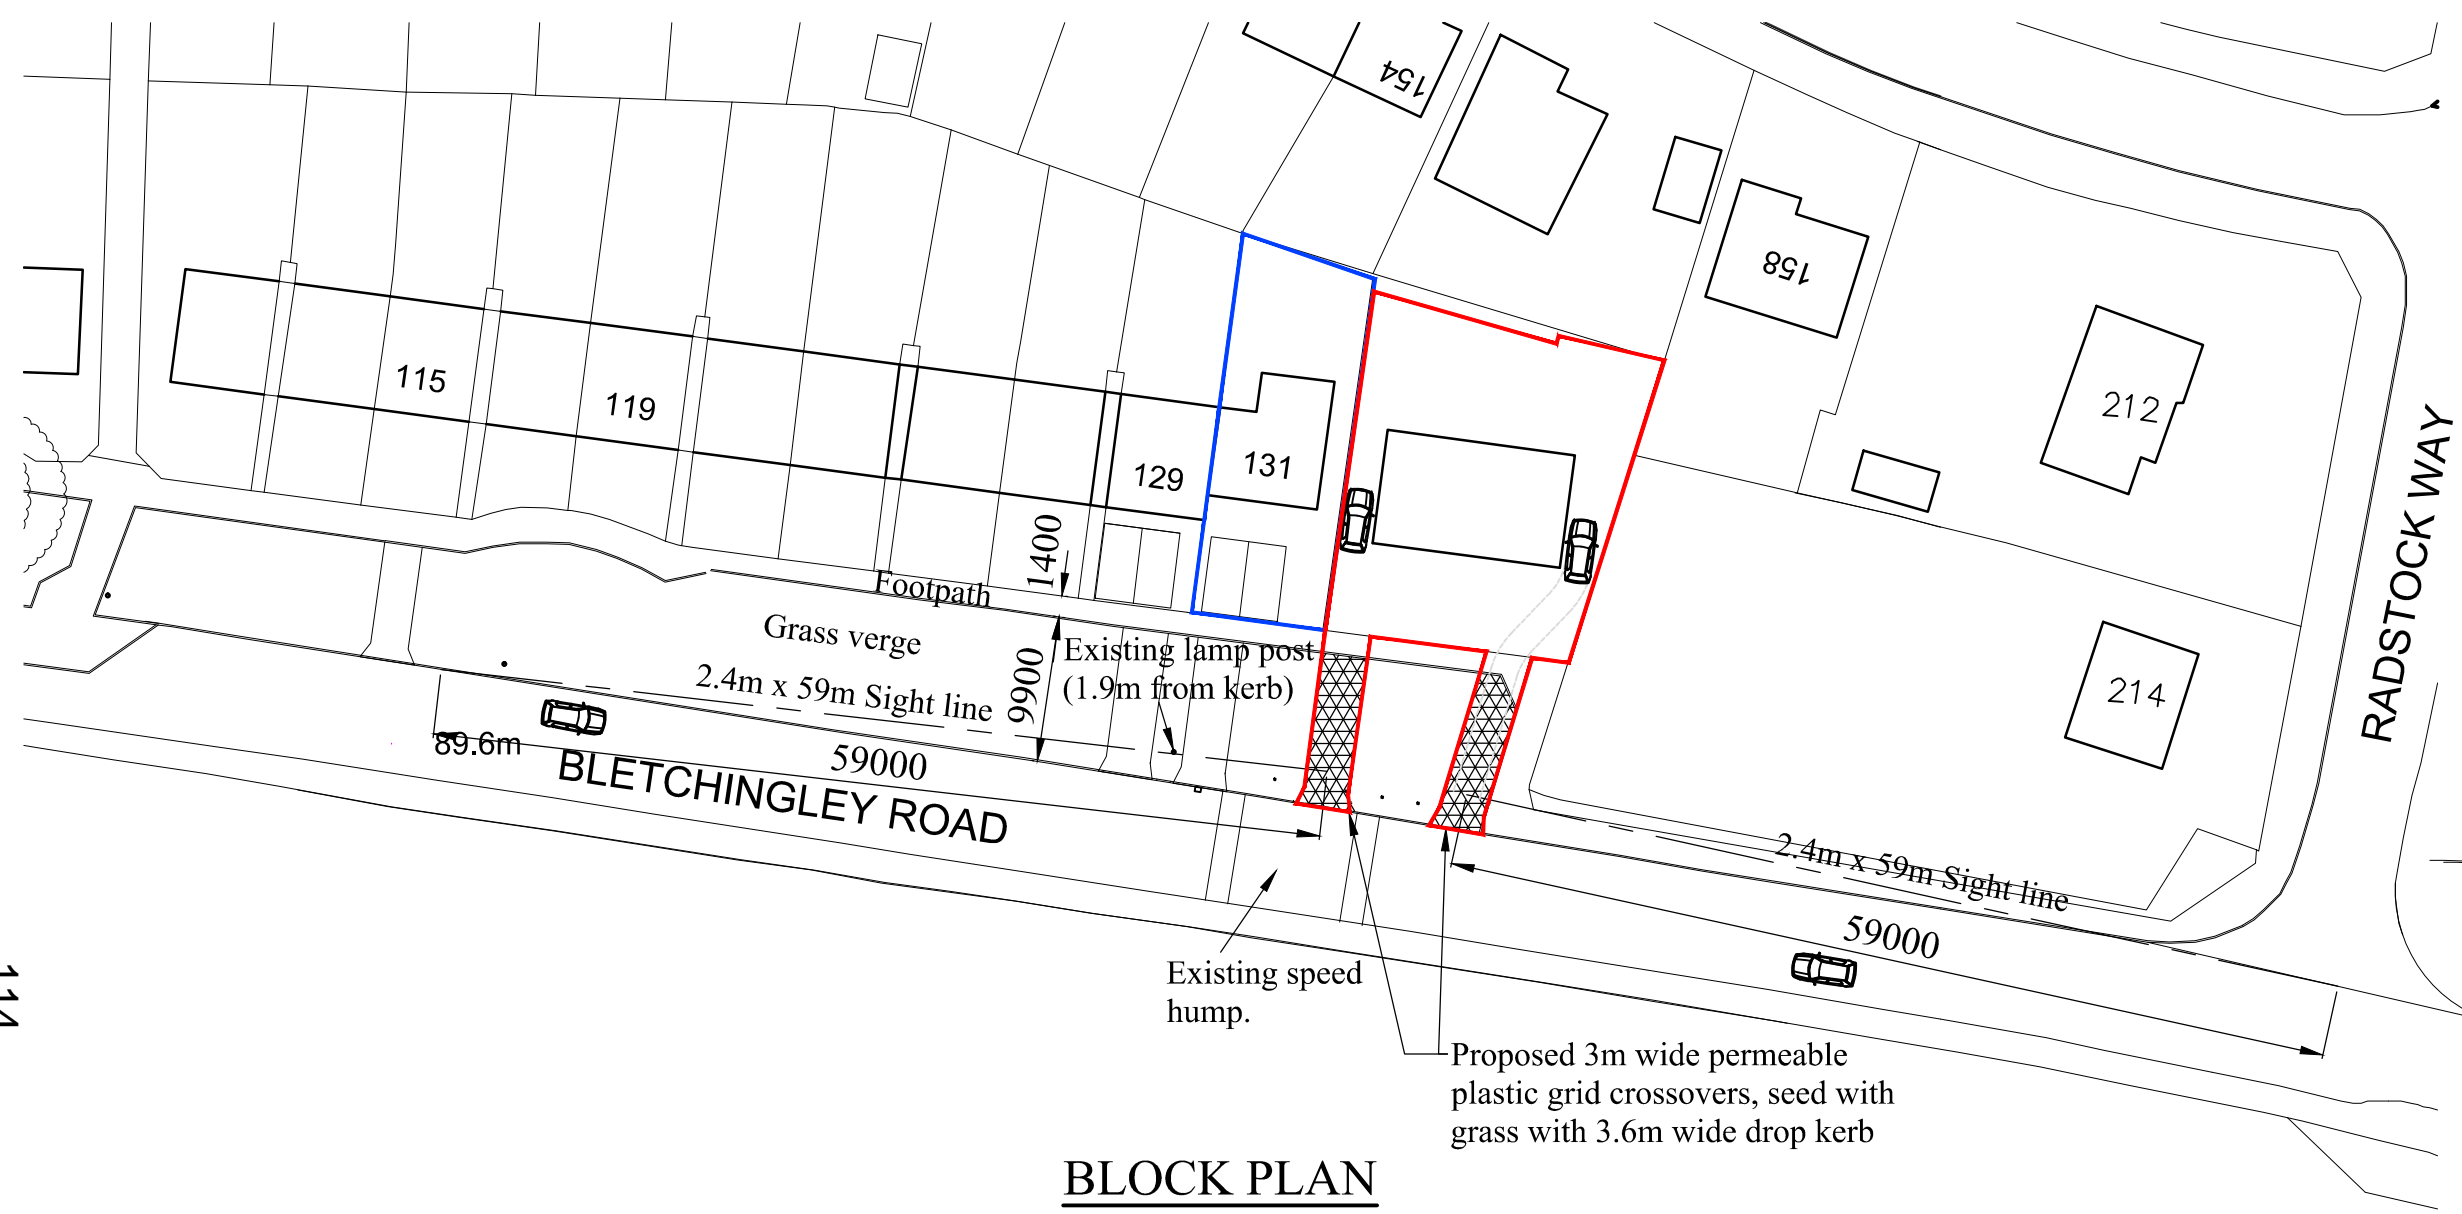 154
158
212
RADSTOCK WAY
115
119
129
131
1400
Footpath
Grass verge
9900
Existing lamp post
(1.9m from kerb)
2.4m x 59m Sight line
214
89.6m
59000
BLETCHINGLEY ROAD
2.4m x 59m Sight line
59000
114
Existing speed
hump.
Proposed 3m wide permeable
plastic grid crossovers, seed with
grass with 3.6m wide drop kerb
BLOCK PLAN